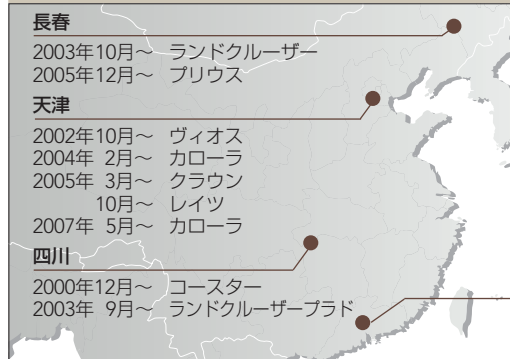 長春
2003年10月～ ランドクルーザー
2005年12月～ プリウス
天津
2002年10月～ ヴィオス
2004年 2月～ カローラ
2005年 3月～ クラウン
10月～ レイツ
2007年 5月～ カローラ
四川
2000年12月～ コースター
2003年 9月～ ランドクルーザープラド